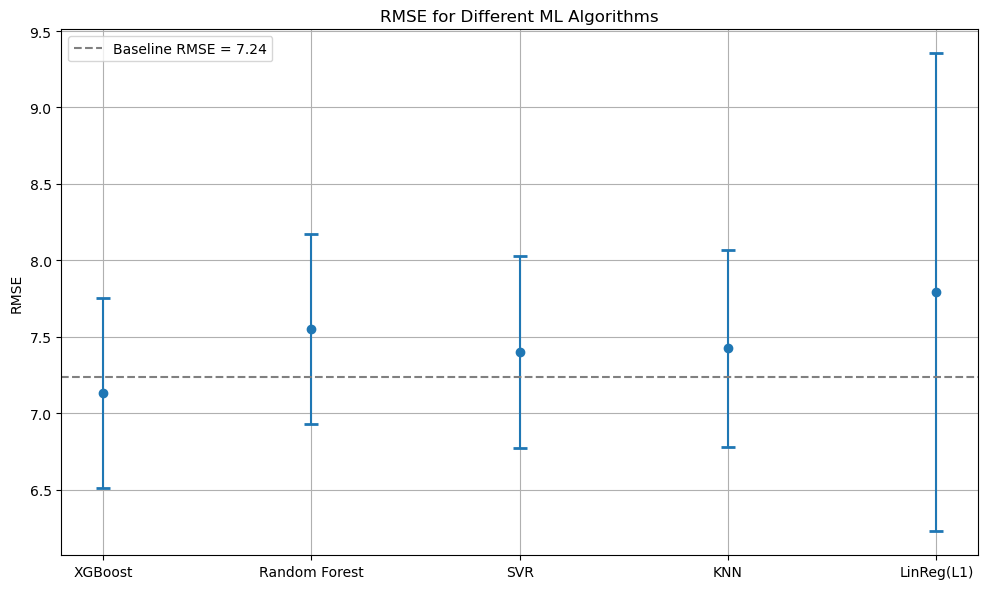 RMSE for Different ML Algorithms
Baseline RMSE = 7.24
9.5
9.0
8.5
8.0
7.5
7.0
6.5
RMSE
XGBoost
Random Forest
SVR
KNN
LinReg(L1)